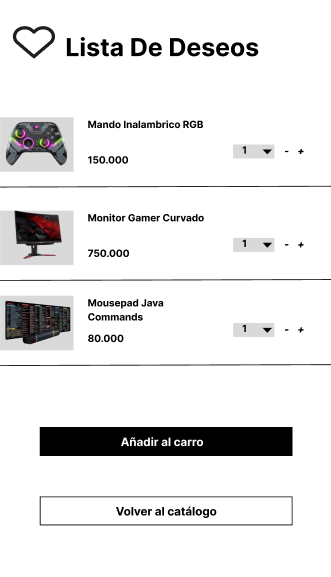 Lista De Deseos
Mando Inalambrico RGB
1 - +
150.000
Monitor Gamer Curvado
1 - +
750.000
Mousepad Java
Commands
1 - +
80.000
Añadir al carro
Volver al catálogo